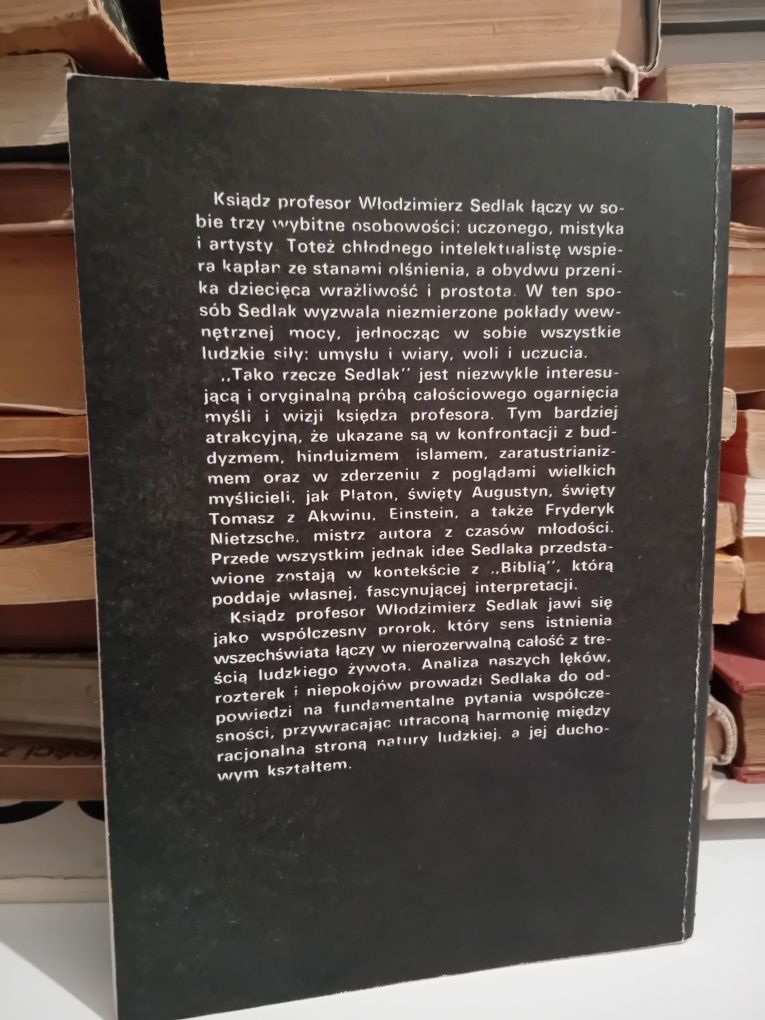 Ksiądz profesor Włodzimierz Sedlak łączy w so-
bie trzy wybitne osobowości: uczonego, mistyka
i artysty. Toteż chłodnego intelektualistę wspie-
ra kapłan ze stanami olśnienia, a obydwu przeni-
ka dziecięca wrażliwość i prostota. W ten spo-
sób Sedlak wyzwala niezmierzone pokłady wew-
nętrznej mocy, jednocząc w sobie wszystkie
ludzkie siły: umysłu i wiary, woli i uczucia.
„Tako rzecze Sedlak" jest niezwykle interesu-
jącą i oryginalną próbą całościowego ogarnięcia
myśli i wizji księdza profesora. Tym bardziej
atrakcyjną, że ukazane są w konfrontacji z bud-
dyzmem, hinduizmem, islamem, zaratustrianiz-
mem oraz w zderzeniu z poglądami wielkich
myślicieli, jak Platon, święty Augustyn, święty
Tomasz z Akwinu, Einstein, a także Fryderyk
Nietzsche, mistrz autora z czasów młodości.
Przede wszystkim jednak idee Sedlaka przedsta-
wione zostają w kontekście z „Biblią", którą
poddaje własnej, fascynującej interpretacji.
Ksiądz profesor Włodzimierz Sedlak jawi się
jako współczesny prorok, który sens istnienia
wszechświata łączy w nierozerwalną całość z tre-
ścią ludzkiego żywota. Analiza naszych lęków,
rozterek i niepokojów prowadzi Sedlaka do od-
powiedzi na fundamentalne pytania współcze-
sności, przywracając utraconą harmonię między
racjonalna stroną natury ludzkiej, a jej ducho-
wym kształtem.